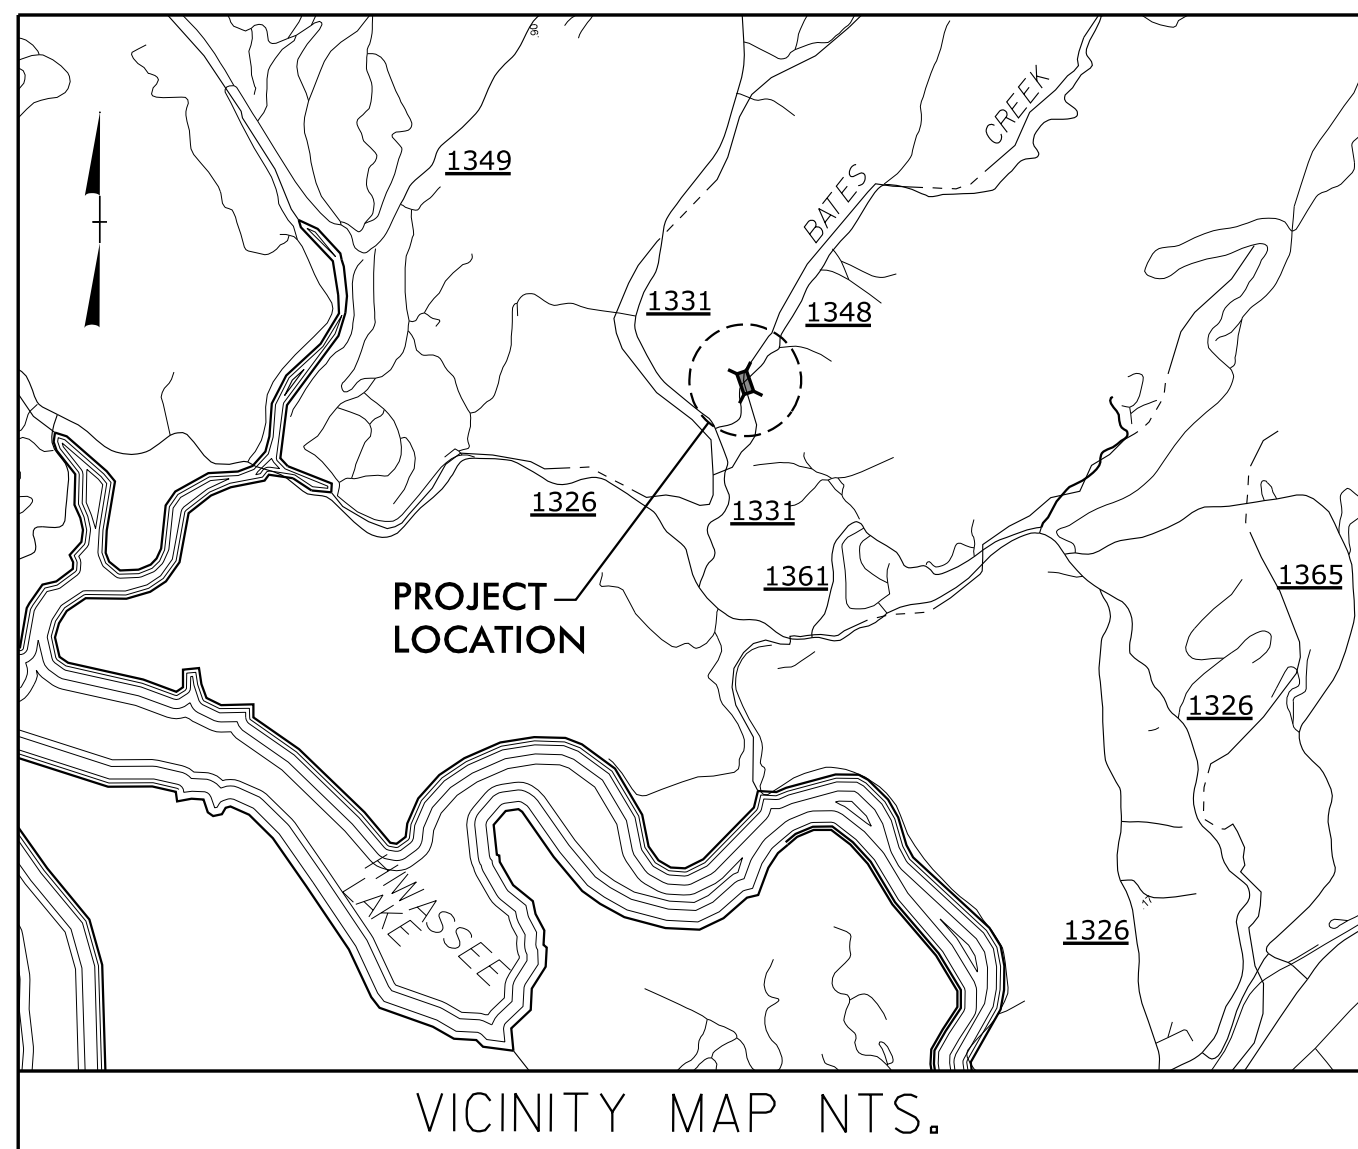 1349
CREEK
BATES
1331
1348
1326
1331
PROJECT
LOCATION
1361
1365
1326
HIWASSEE
LAKE
1326
VICINITY MAP NTS.